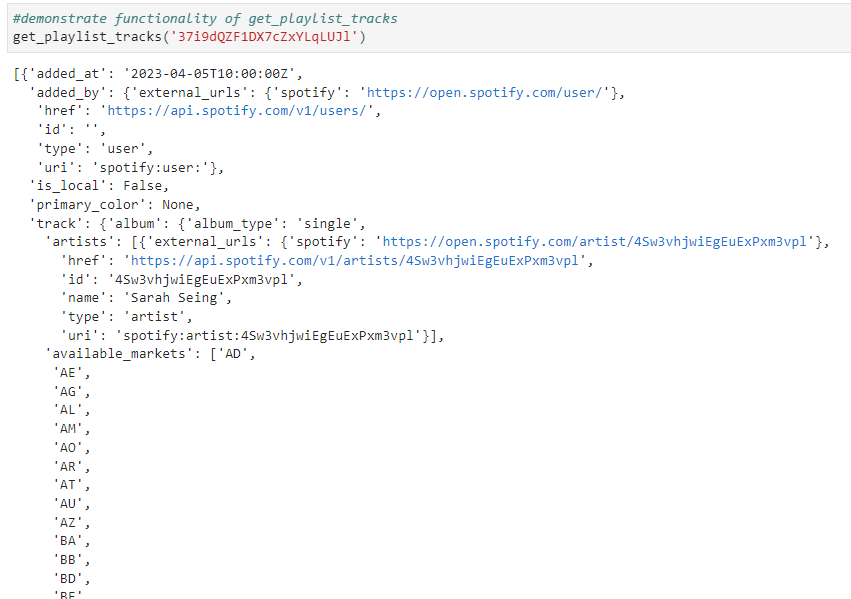 #demonstrate functionality of get_playlist_tracks
get_playlist_tracks('37i9dQZF1DX7cZxYLqLUJl')
[{'added_at': '2023-04-05T10:00:00Z',
'added_by': {'external_urls': {'spotify': 'https://open.spotify.com/user/'},
'href': 'https://api.spotify.com/v1/users/',
'id': '',
'type': 'user',
'uri': 'spotify:user:'},
'is_local': False,
'primary_color': None,
'track': {'album': {'album_type': 'single',
'artists': [{'external_urls': {'spotify': 'https://open.spotify.com/artist/4Sw3vhjwiEgEuExPxm3vpl'},
'href': 'https://api.spotify.com/v1/artists/4Sw3vhjwiEgEuExPxm3vpl',
'id': '4Sw3vhjwiEgEuExPxm3vpl',
'name': 'Sarah Seing',
'type': 'artist',
'uri': 'spotify:artist:4Sw3vhjwiEgEuExPxm3vpl'}],
'available_markets': ['AD',
'AE',
'AG',
'AL',
'AM',
'AO',
'AR',
'AT',
'AU',
'AZ',
'BA',
'BB',
'BD',
'BE',